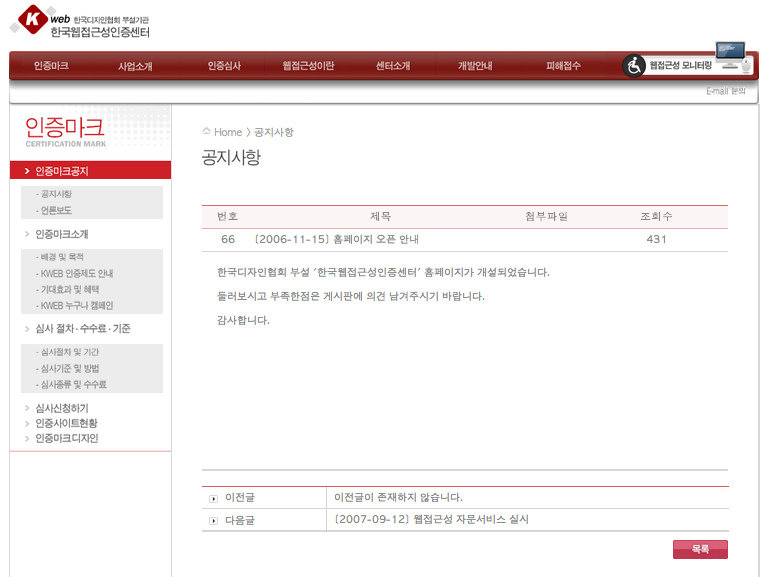 K web 한국디자인협회 부설기관
한국웹접근성인증센터
인증마크 사업소개 인증심사 웹접근성이란 센터소개 개발안내 피해접수 웹접근성 모니터링
E-mail 문의
인증마크
CERTIFICATION MARK
인증마크공지
- 공지사항
- 언론보도
인증마크소개
- 배경 및 목적
- KWEB 인증제도 안내
- 기대효과 및 혜택
- KWEB 누구나 캠페인
심사 절차 · 수수료 · 기준
- 심사절차 및 기간
- 심사기준 및 방법
- 심사종류 및 수수료
심사신청하기
인증사이트현황
인증마크디자인
Home > 공지사항
공지사항
번호 제목 첨부파일 조회수
66 [2006-11-15] 홈페이지 오픈 안내 431
한국디자인협회 부설 '한국웹접근성인증센터' 홈페이지가 개설되었습니다.
둘러보시고 부족한점은 게시판에 의견 남겨주시기 바랍니다.
감사합니다.
이전글 이전글이 존재하지 않습니다.
다음글 [2007-09-12] 웹접근성 자문서비스 실시
목록